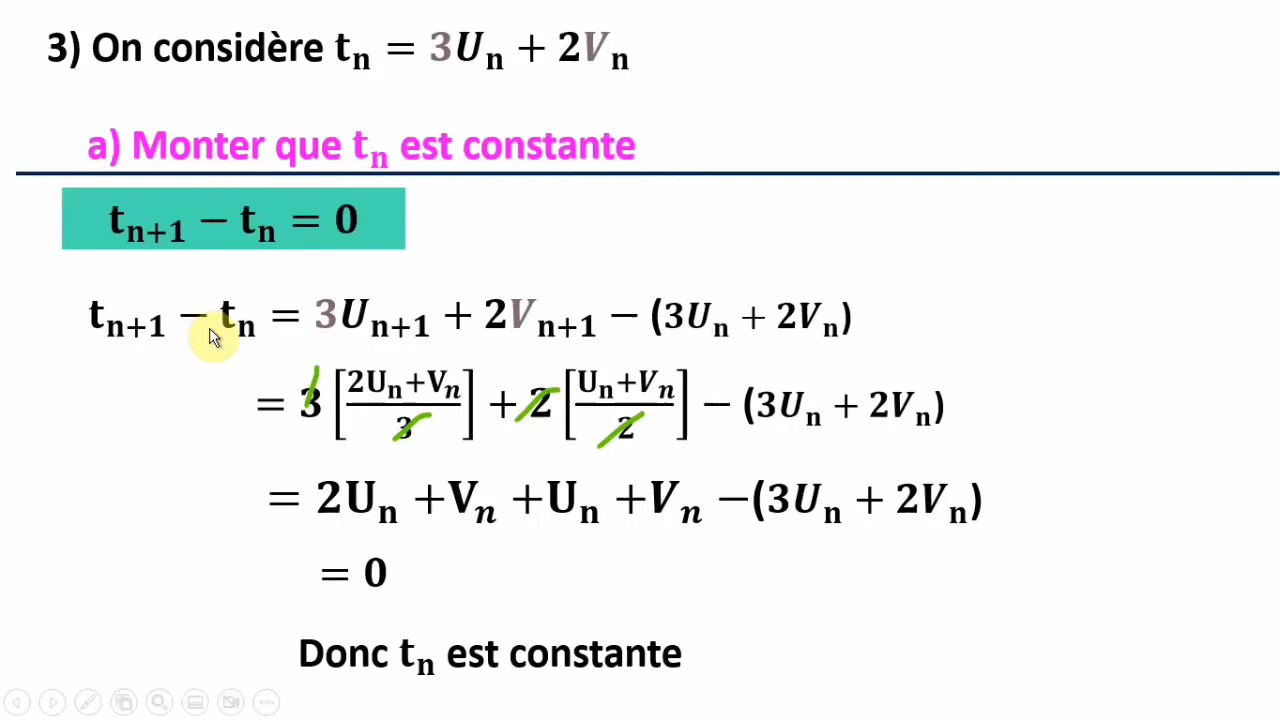 3) On considère tₙ = 3Uₙ + 2Vₙ
a) Monter que tₙ est constante
tₙ₊₁ − tₙ = 0
tₙ₊₁ − tₙ = 3Uₙ₊₁ + 2Vₙ₊₁ − (3Uₙ + 2Vₙ)
= 3 [(2Uₙ+Vₙ)/3] + 2 [(Uₙ+Vₙ)/2] − (3Uₙ + 2Vₙ)
= 2Uₙ +Vₙ +Uₙ +Vₙ −(3Uₙ + 2Vₙ)
= 0
Donc tₙ est constante